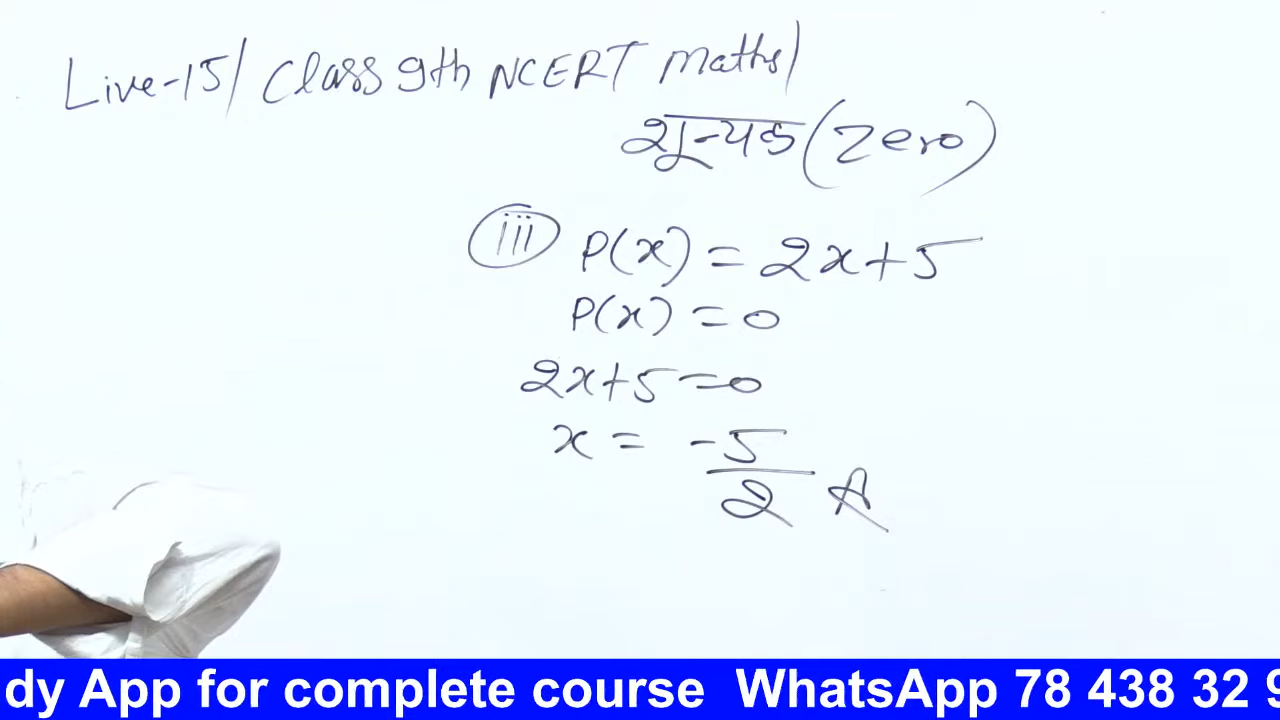 Live-15/ Class 9th NCERT Maths/
शून्यक (Zero)
iii P(x) = 2x+5
P(x) = 0
2x+5=0
x = -5/2 A
dy App for complete course WhatsApp 78 438 32 9